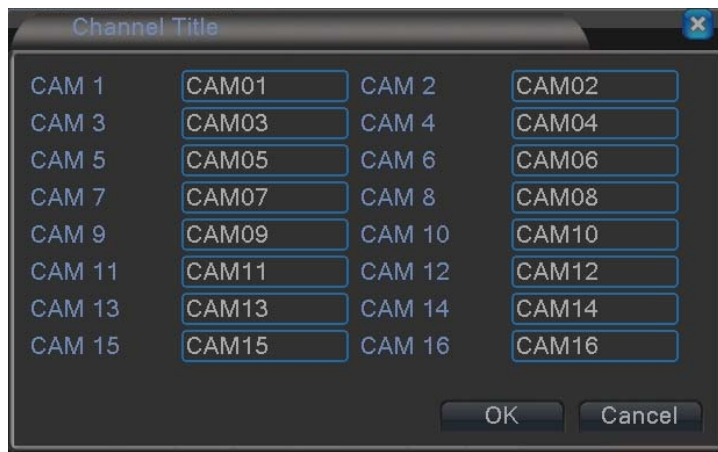 Channel Title
CAM 1 CAM01 CAM 2 CAM02
CAM 3 CAM03 CAM 4 CAM04
CAM 5 CAM05 CAM 6 CAM06
CAM 7 CAM07 CAM 8 CAM08
CAM 9 CAM09 CAM 10 CAM10
CAM 11 CAM11 CAM 12 CAM12
CAM 13 CAM13 CAM 14 CAM14
CAM 15 CAM15 CAM 16 CAM16
OK Cancel